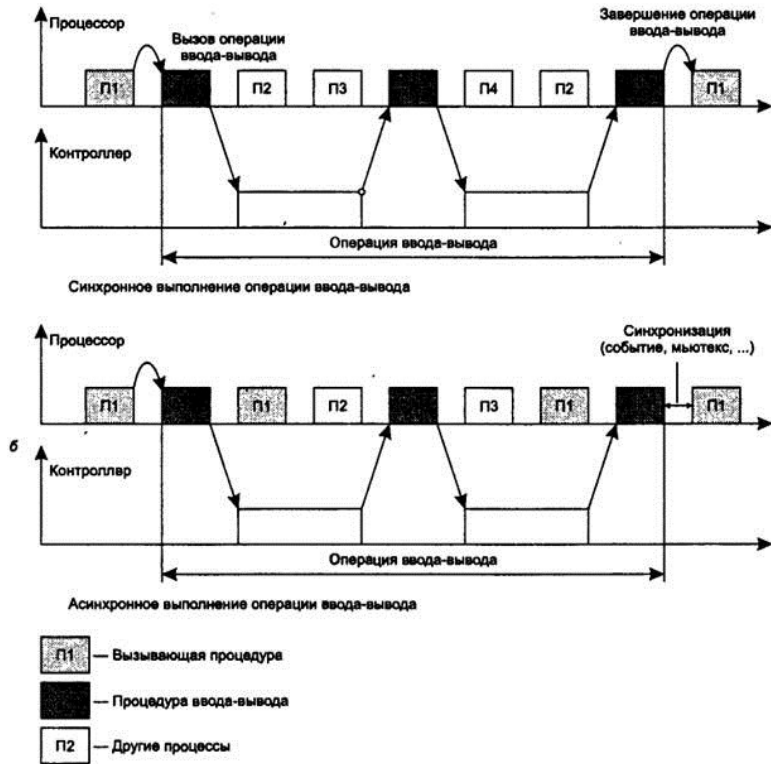 Процессор
Вызов операции
ввода-вывода
Завершение операции
ввода-вывода
П1
П2
П3
П4
П2
П1
Контроллер
Операция ввода-вывода
Синхронное выполнение операции ввода-вывода
Процессор
Синхронизация
(событие, мьютекс, ...)
П1
П1
П2
П3
П1
П1
б
Контроллер
Операция ввода-вывода
Асинхронное выполнение операции ввода-вывода
П1 — Вызывающая процедура
— Процедура ввода-вывода
П2 — Другие процессы